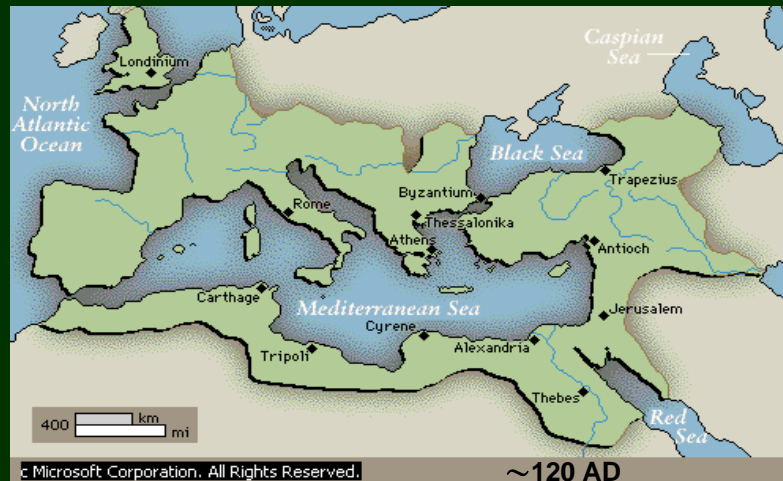 Londinium
Caspian
Sea
North
Atlantic
Ocean
Black Sea
Trapezius
Byzantium
Rome
Thessalonika
Athens
Antioch
Carthage
Mediterranean Sea
Jerusalem
Cyrene
Tripoli
Alexandria
Thebes
400
km
mi
Red
Sea
c Microsoft Corporation. All Rights Reserved.
~120 AD